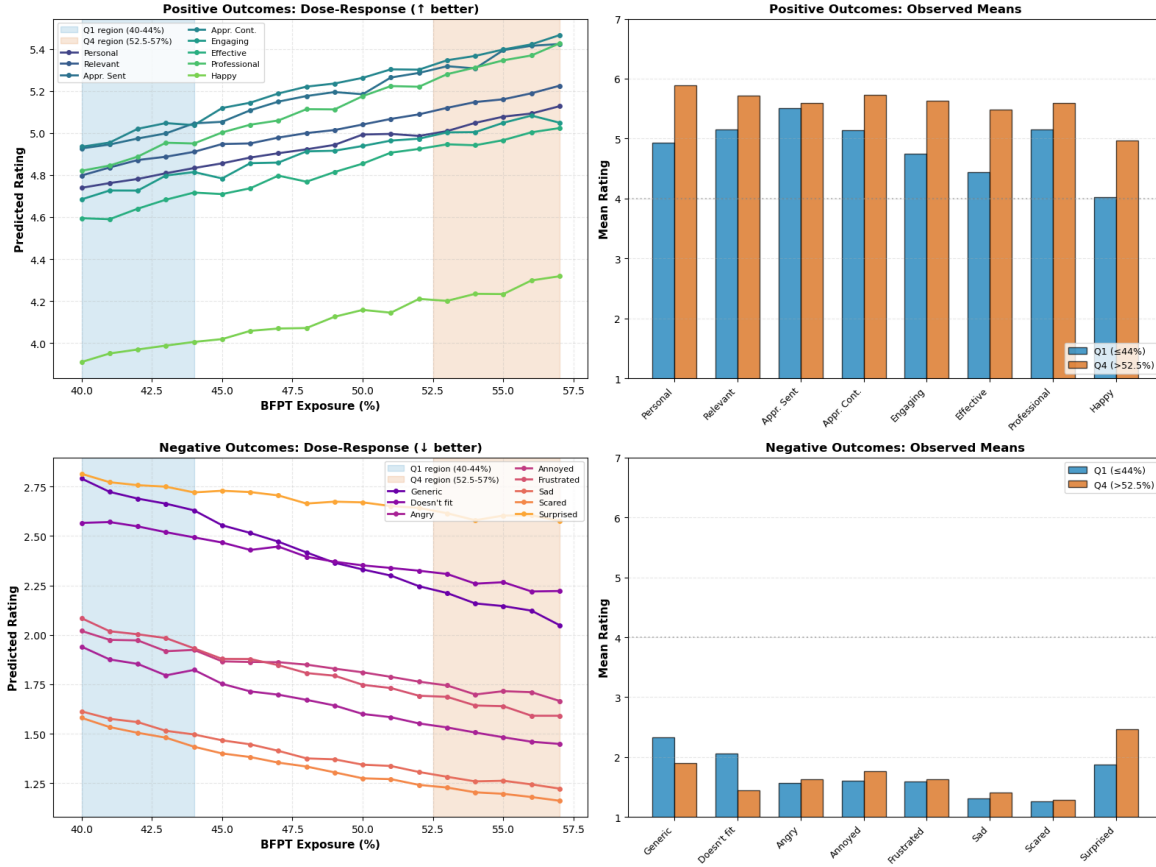 Positive Outcomes: Dose-Response (↑ better)
Q1 region (40-44%)
Q4 region (52.5-57%)
Personal
Relevant
Appr. Sent
Appr. Cont.
Engaging
Effective
Professional
Happy
5.4
5.2
5.0
4.8
4.6
4.4
4.2
4.0
Predicted Rating
40.0 42.5 45.0 47.5 50.0 52.5 55.0 57.5
BFPT Exposure (%)
Positive Outcomes: Observed Means
7
6
5
4
3
2
1
Mean Rating
Q1 (≤44%)
Q4 (>52.5%)
Personal Relevant Appr. Sent Appr. Cont. Engaging Effective Professional Happy
Negative Outcomes: Dose-Response (↓ better)
Q1 region (40-44%)
Q4 region (52.5-57%)
Generic
Doesn't fit
Angry
Annoyed
Frustrated
Sad
Scared
Surprised
2.75
2.50
2.25
2.00
1.75
1.50
1.25
Predicted Rating
40.0 42.5 45.0 47.5 50.0 52.5 55.0 57.5
BFPT Exposure (%)
Negative Outcomes: Observed Means
7
6
5
4
3
2
1
Mean Rating
Q1 (≤44%)
Q4 (>52.5%)
Generic Doesn't fit Angry Annoyed Frustrated Sad Scared Surprised